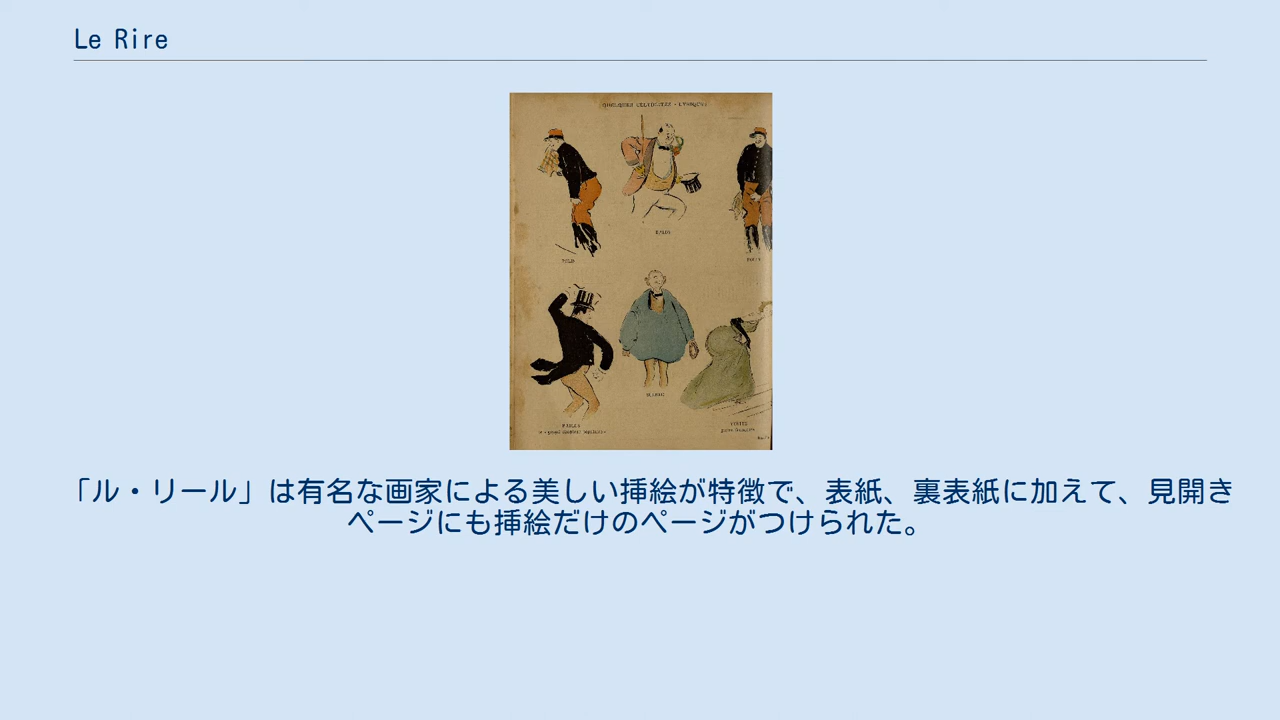 Le Rire
「ル・リール」は有名な画家による美しい挿絵が特徴で、表紙、裏表紙に加えて、見開き
ページにも挿絵だけのページがつけられた。